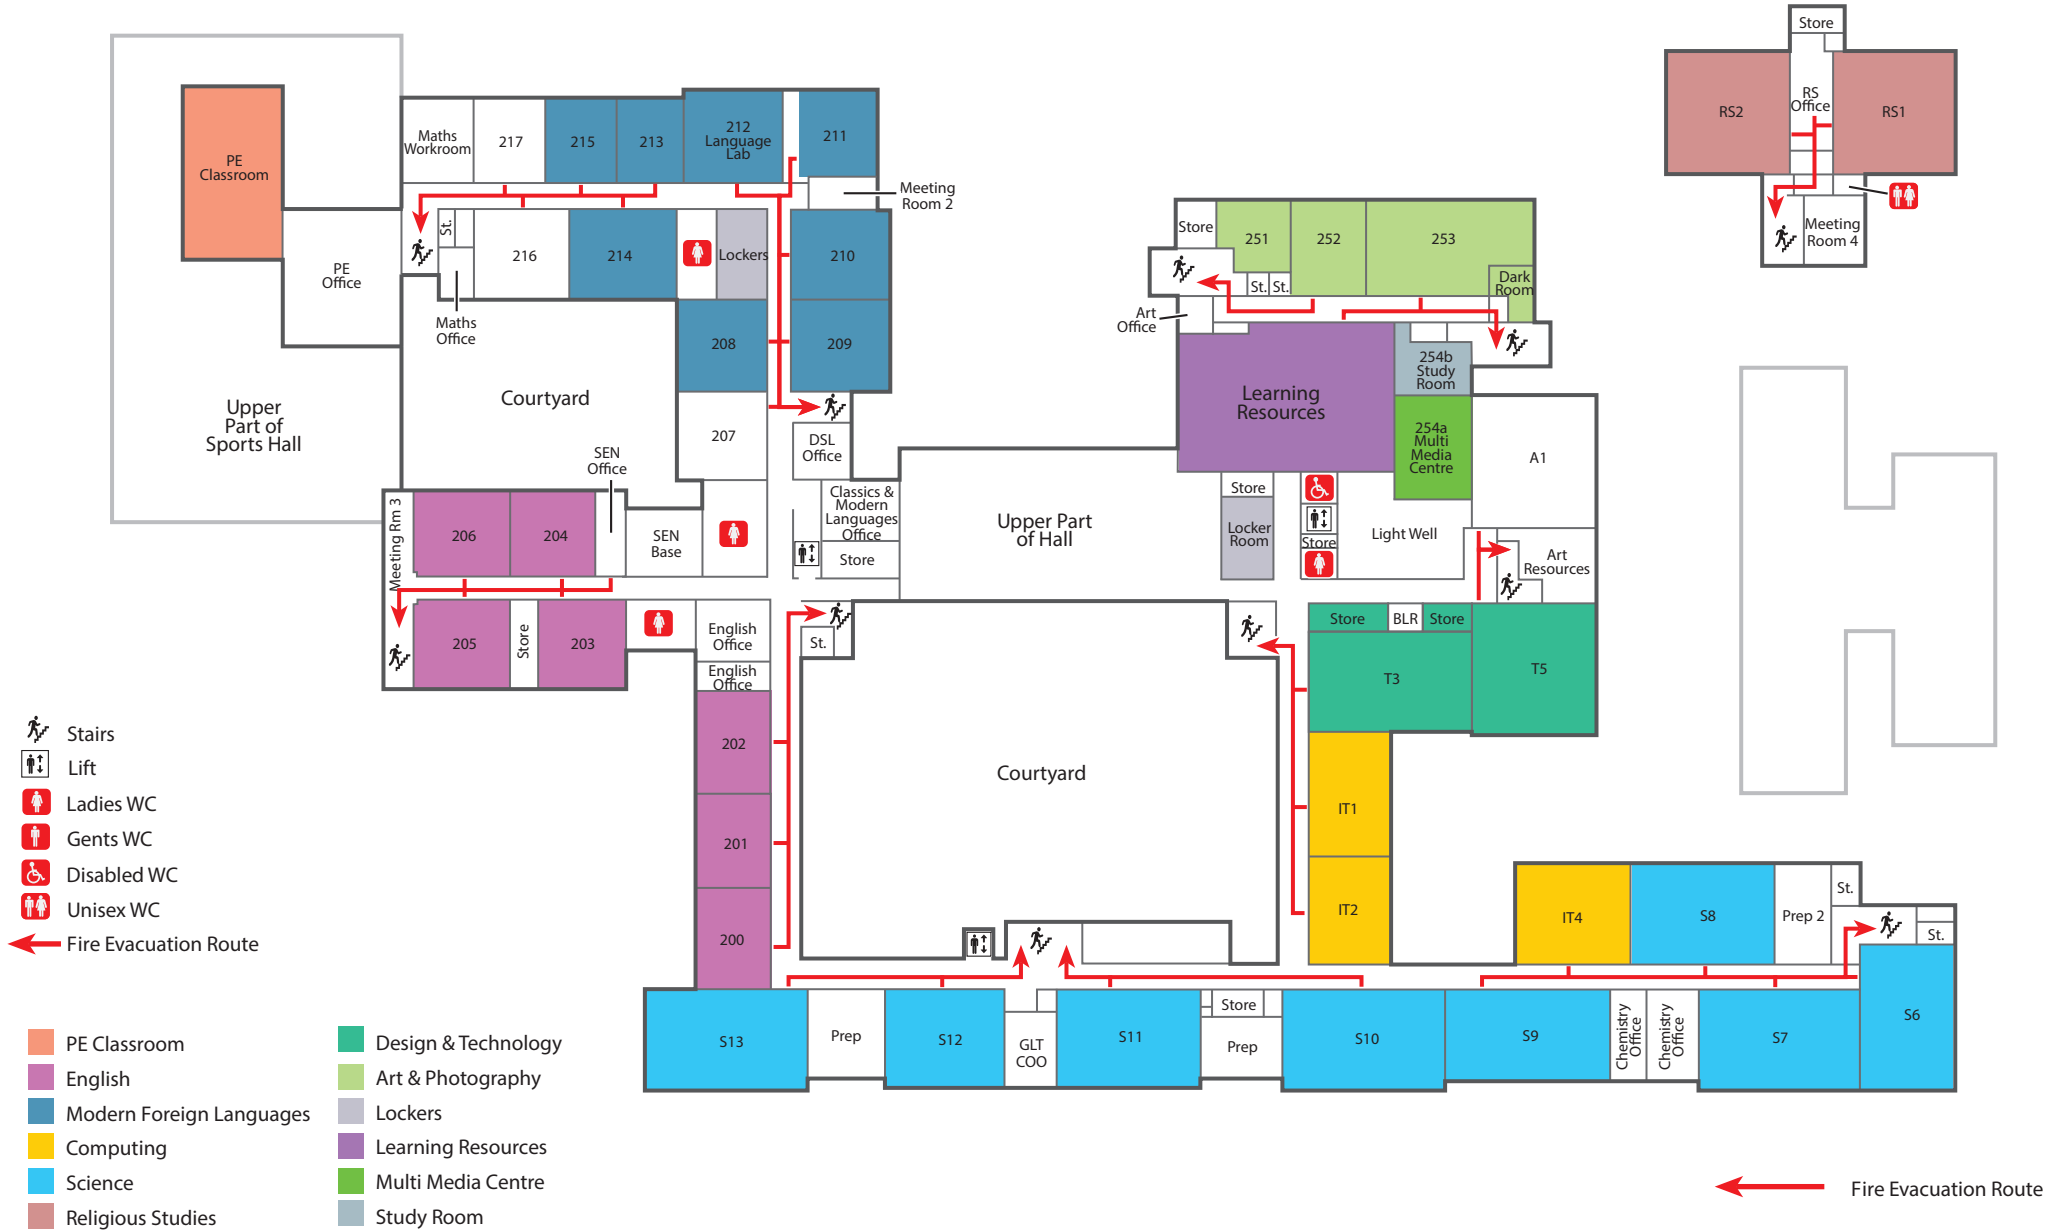 Store
RS2
RS
Office
RS1
Meeting
Room 4
PE
Classroom
PE
Office
Upper
Part of
Sports Hall
Maths
Workroom
217
215
213
212
Language
Lab
211
Meeting
Room 2
St.
216
214
Lockers
210
Maths
Office
208
209
Courtyard
207
DSL
Office
SEN
Office
Classics &
Modern
Languages
Office
Store
Meeting Rm 3
206
204
SEN
Base
205
Store
203
English
Office
English
Office
St.
202
201
200
Upper Part
of Hall
Courtyard
Store
251
252
253
St.
St.
Dark
Room
Art
Office
Learning
Resources
254b
Study
Room
254a
Multi
Media
Centre
A1
Store
Locker
Room
Store
Light Well
Art
Resources
Store
BLR
Store
T3
T5
IT1
IT2
IT4
S8
Prep 2
St.
St.
S13
Prep
S12
GLT
COO
S11
Store
Prep
S10
S9
Chemistry
Office
Chemistry
Office
S7
S6
Stairs
Lift
Ladies WC
Gents WC
Disabled WC
Unisex WC
Fire Evacuation Route
PE Classroom
English
Modern Foreign Languages
Computing
Science
Religious Studies
Design & Technology
Art & Photography
Lockers
Learning Resources
Multi Media Centre
Study Room
Fire Evacuation Route